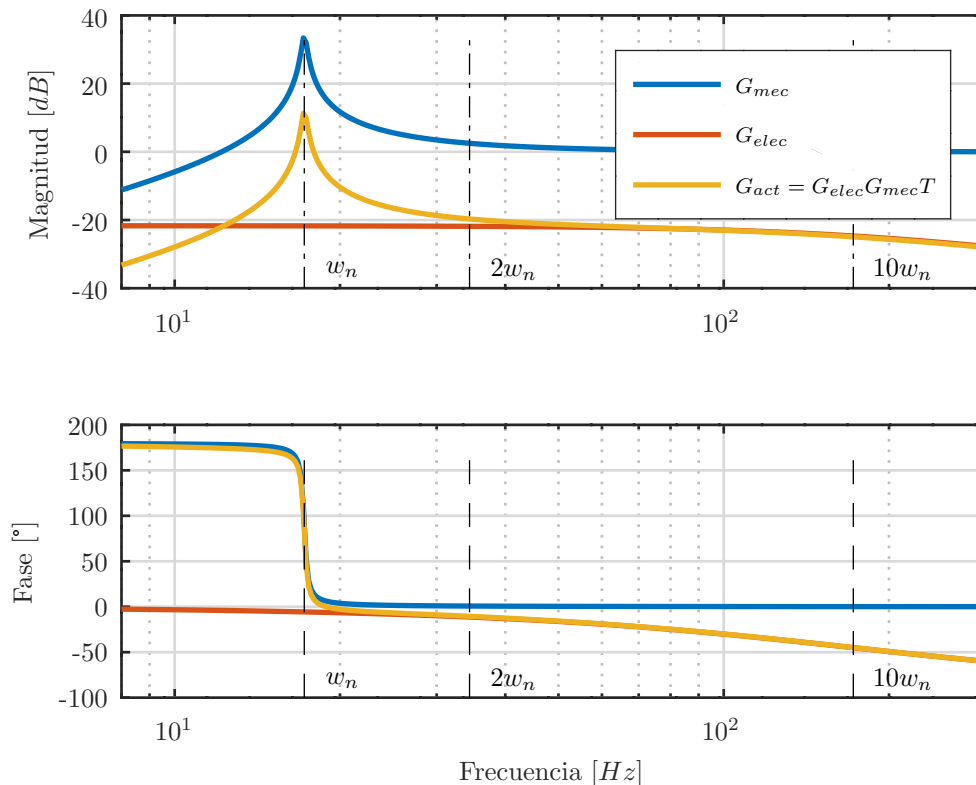 Magnitud [dB]
40
20
0
-20
-40
G_mec
G_elec
G_act = G_elec G_mec T
w_n
2w_n
10w_n
10^1
10^2
Fase [°]
200
150
100
50
0
-50
-100
w_n
2w_n
10w_n
10^1
10^2
Frecuencia [Hz]